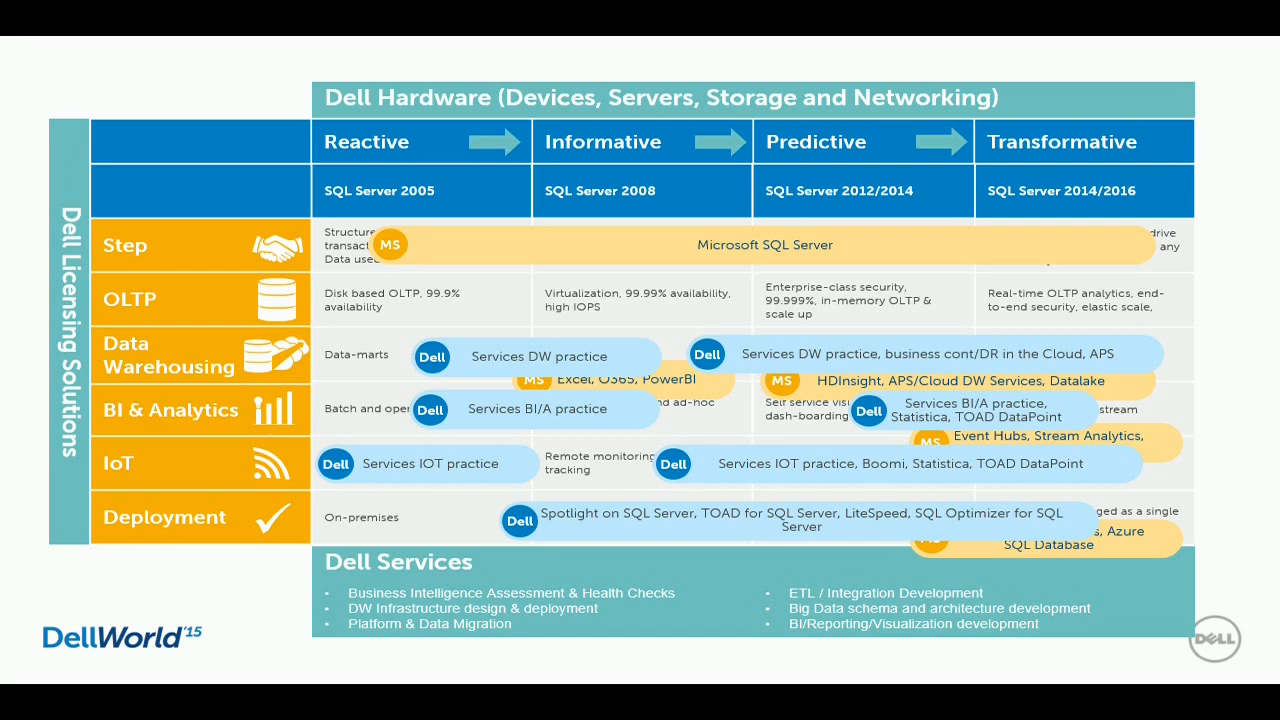 Dell Hardware (Devices, Servers, Storage and Networking)
Dell Licensing Solutions
Reactive
Informative
Predictive
Transformative
SQL Server 2005
SQL Server 2008
SQL Server 2012/2014
SQL Server 2014/2016
Step
Data used
MS
Microsoft SQL Server
drive
any
OLTP
Disk based OLTP, 99.9%
availability
Virtualization, 99.99% availability,
high IOPS
Enterprise-class security,
99.999%, in-memory OLTP &
scale up
Real-time OLTP analytics, end-
to-end security, elastic scale,
Data
Warehousing
Data-marts
Dell
Services DW practice
Dell
Services DW practice, business cont/DR in the Cloud, APS
MS
Excel, O365, PowerBI
MS
HDInsight, APS/Cloud DW Services, Datalake
BI & Analytics
Batch and
Dell
Services BI/A practice
ad-hoc
Self service
dash-boarding
Dell
Services BI/A practice,
Statistica, TOAD DataPoint
stream
MS
Event Hubs, Stream Analytics,
IoT
Dell
Services IOT practice
Remote monitoring
tracking
Dell
Services IOT practice, Boomi, Statistica, TOAD DataPoint
Deployment
On-premises
Dell
Spotlight on SQL Server, TOAD for SQL Server, LiteSpeed, SQL Optimizer for SQL
Server
as a single
MS
Azure
SQL Database
Dell Services
• Business Intelligence Assessment & Health Checks
• DW Infrastructure design & deployment
• Platform & Data Migration
• ETL / Integration Development
• Big Data schema and architecture development
• BI/Reporting/Visualization development
DellWorld'15
DELL